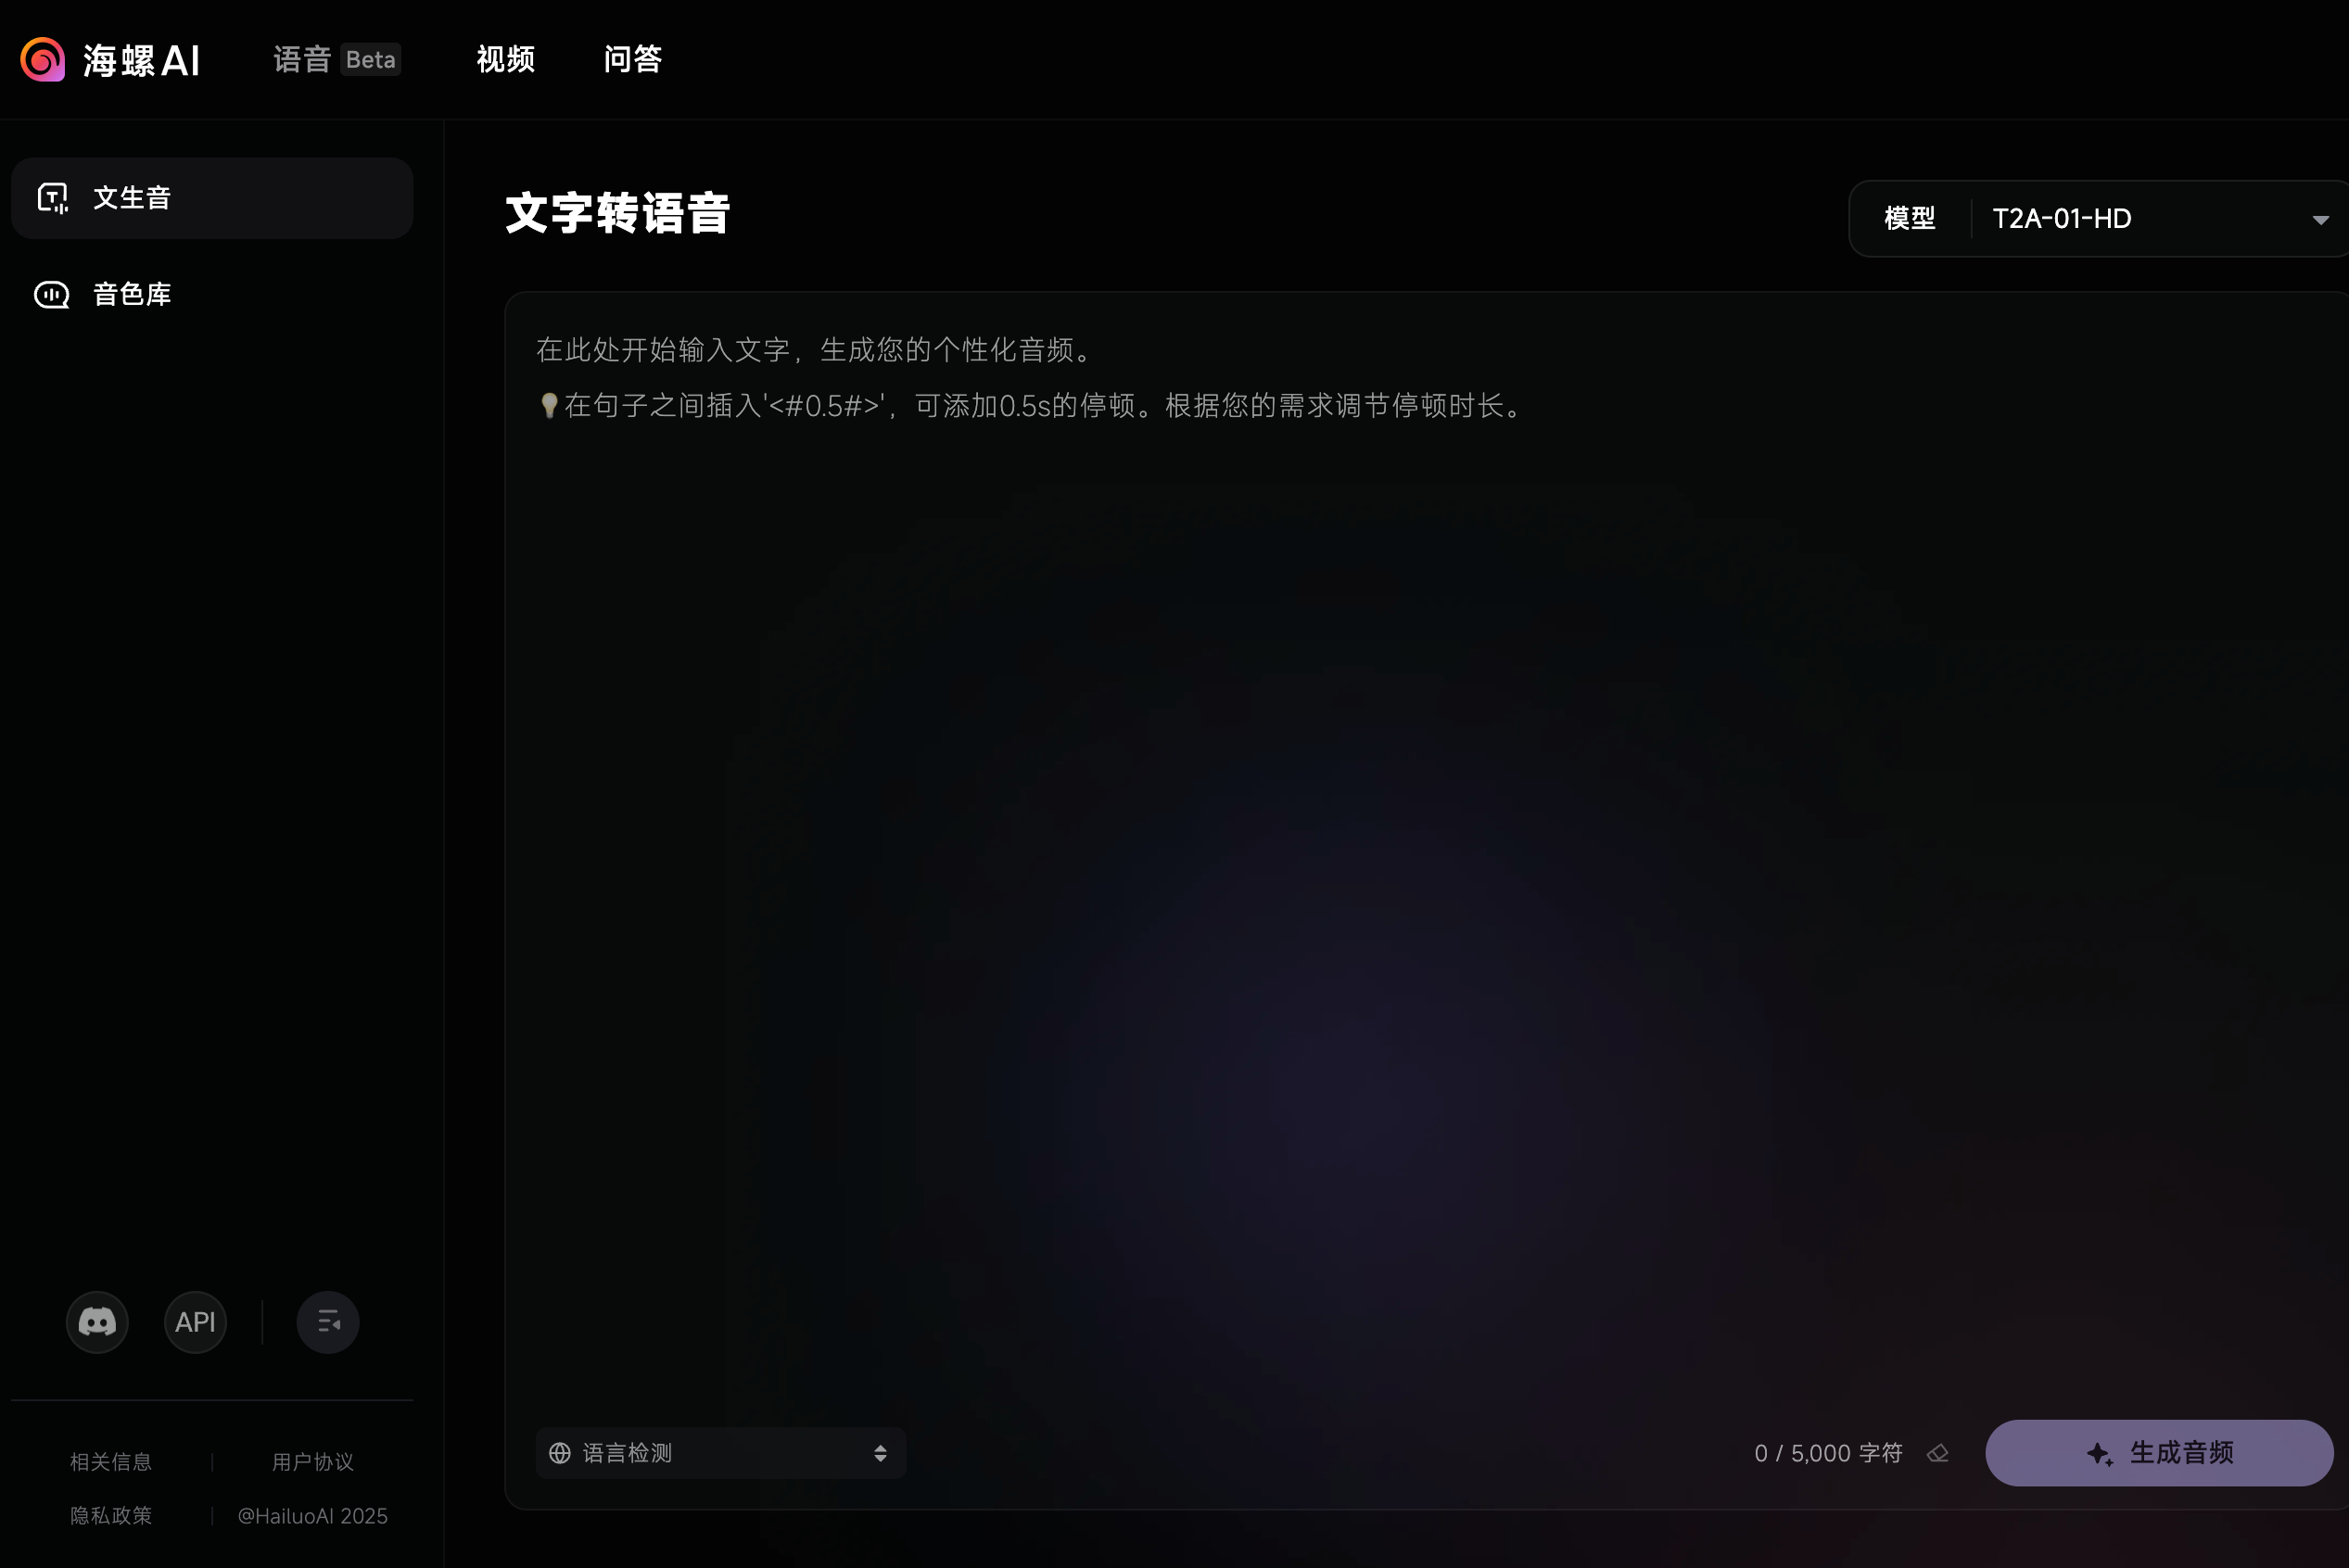 海螺AI
语音 Beta
视频
问答
文生音
音色库
文字转语音
模型
T2A-01-HD
在此处开始输入文字，生成您的个性化音频。
💡在句子之间插入'<#0.5#>'，可添加0.5s的停顿。根据您的需求调节停顿时长。
API
语言检测
0 / 5,000 字符
生成音频
相关信息
用户协议
隐私政策
@HailuoAI 2025